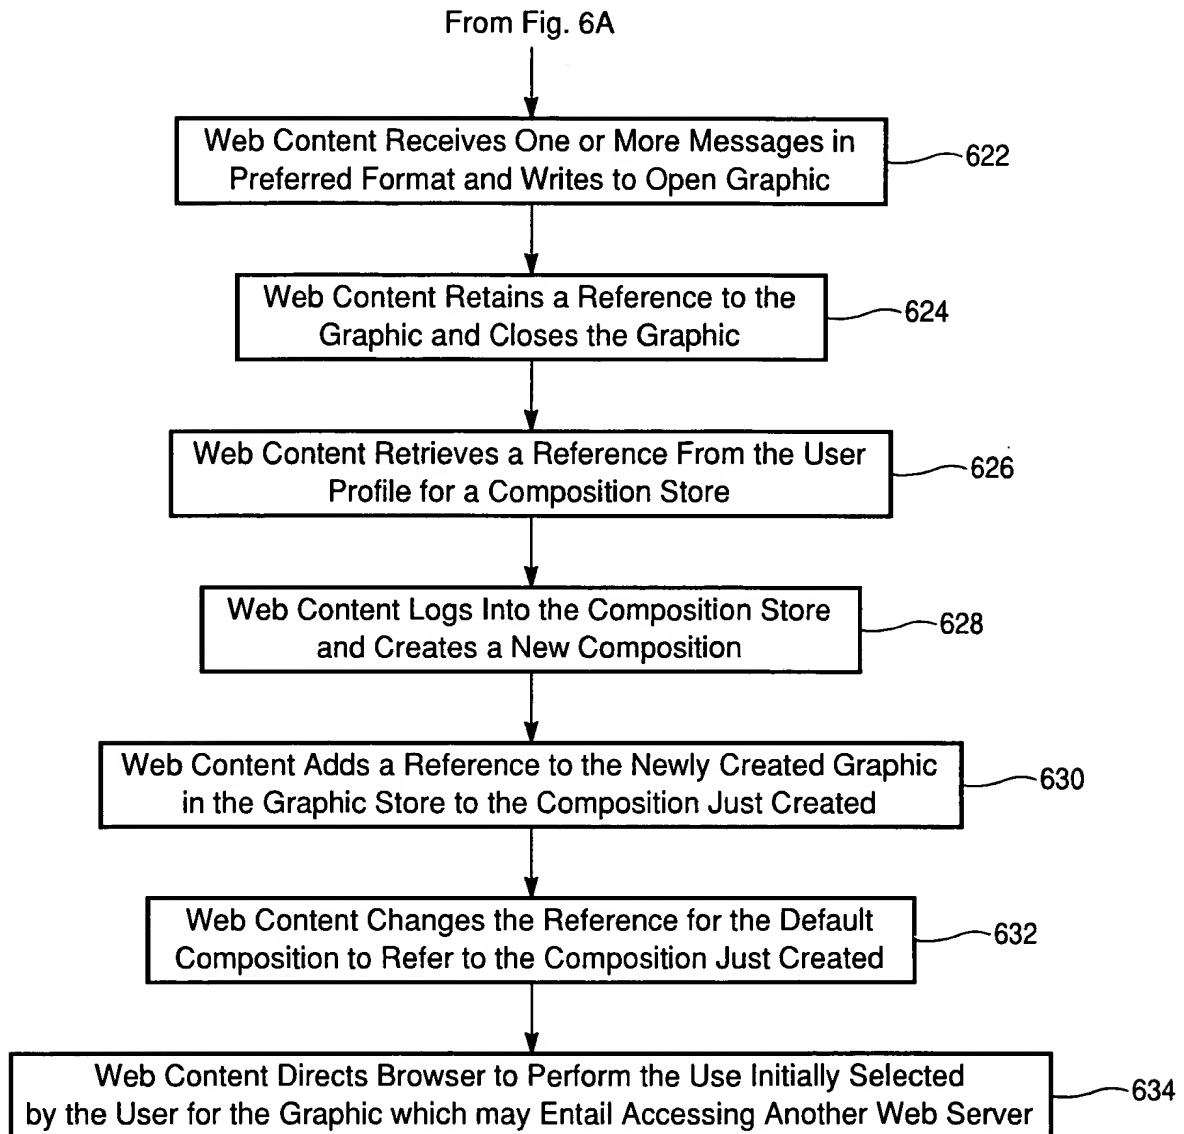 From Fig. 6A
Web Content Receives One or More Messages in
Preferred Format and Writes to Open Graphic
622
Web Content Retains a Reference to the
Graphic and Closes the Graphic
624
Web Content Retrieves a Reference From the User
Profile for a Composition Store
626
Web Content Logs Into the Composition Store
and Creates a New Composition
628
Web Content Adds a Reference to the Newly Created Graphic
in the Graphic Store to the Composition Just Created
630
Web Content Changes the Reference for the Default
Composition to Refer to the Composition Just Created
632
Web Content Directs Browser to Perform the Use Initially Selected
by the User for the Graphic which may Entail Accessing Another Web Server
634